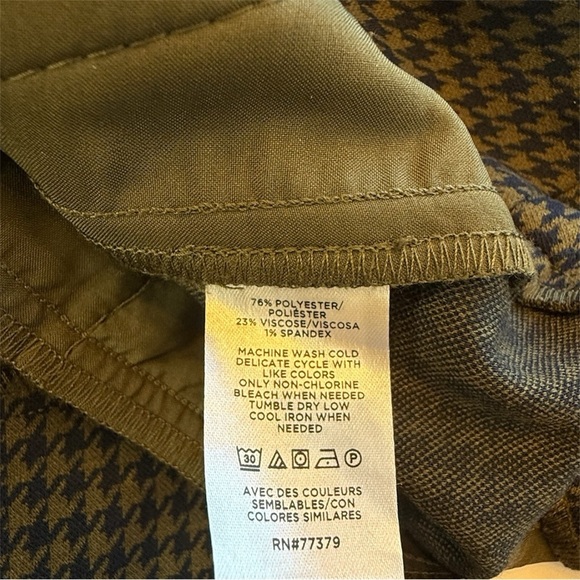 76% POLYESTER/
POLIÉSTER
23% VISCOSE/VISCOSA
1% SPANDEX
MACHINE WASH COLD
DELICATE CYCLE WITH
LIKE COLORS
ONLY NON-CHLORINE
BLEACH WHEN NEEDED
TUMBLE DRY LOW
COOL IRON WHEN
NEEDED
30 P
AVEC DES COULEURS
SEMBLABLES/CON
COLORES SIMILARES
RN#77379